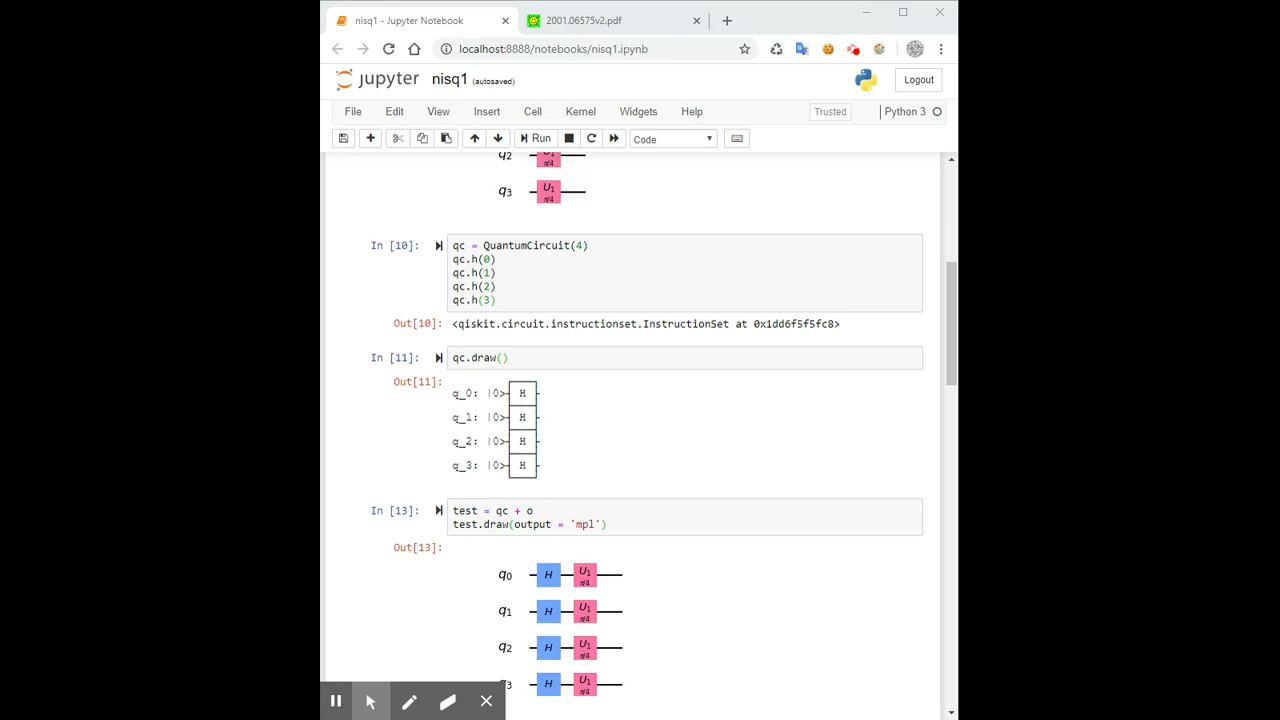 nisq1 - Jupyter Notebook
2001.06575v2.pdf
localhost:8888/notebooks/nisq1.ipynb
jupyter nisq1 (autosaved)
Logout
File Edit View Insert Cell Kernel Widgets Help
Trusted
Python 3
Run
Code
q2 U1 π/4
q3 U1 π/4
In [10]: qc = QuantumCircuit(4)
qc.h(0)
qc.h(1)
qc.h(2)
qc.h(3)
Out[10]: <qiskit.circuit.instructionset.InstructionSet at 0x1dd6f5f5fc8>
In [11]: qc.draw()
Out[11]:
q_0: |0> H
q_1: |0> H
q_2: |0> H
q_3: |0> H
In [13]: test = qc + o
test.draw(output = 'mpl')
Out[13]:
q0 H U1 π/4
q1 H U1 π/4
q2 H U1 π/4
3 H U1 π/4